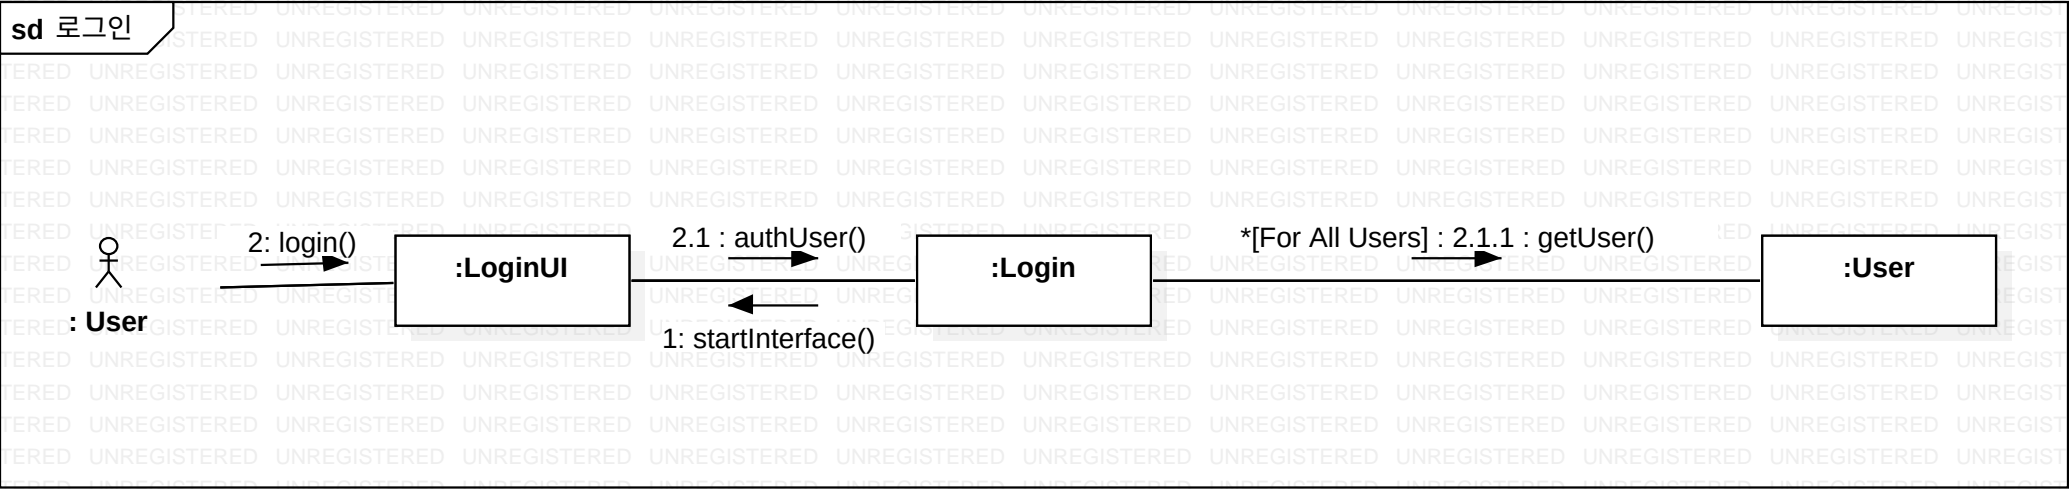 sd 로그인
2: login()
2.1 : authUser()
*[For All Users] : 2.1.1 : getUser()
:LoginUI
:Login
:User
: User
1: startInterface()
UNREGISTERED